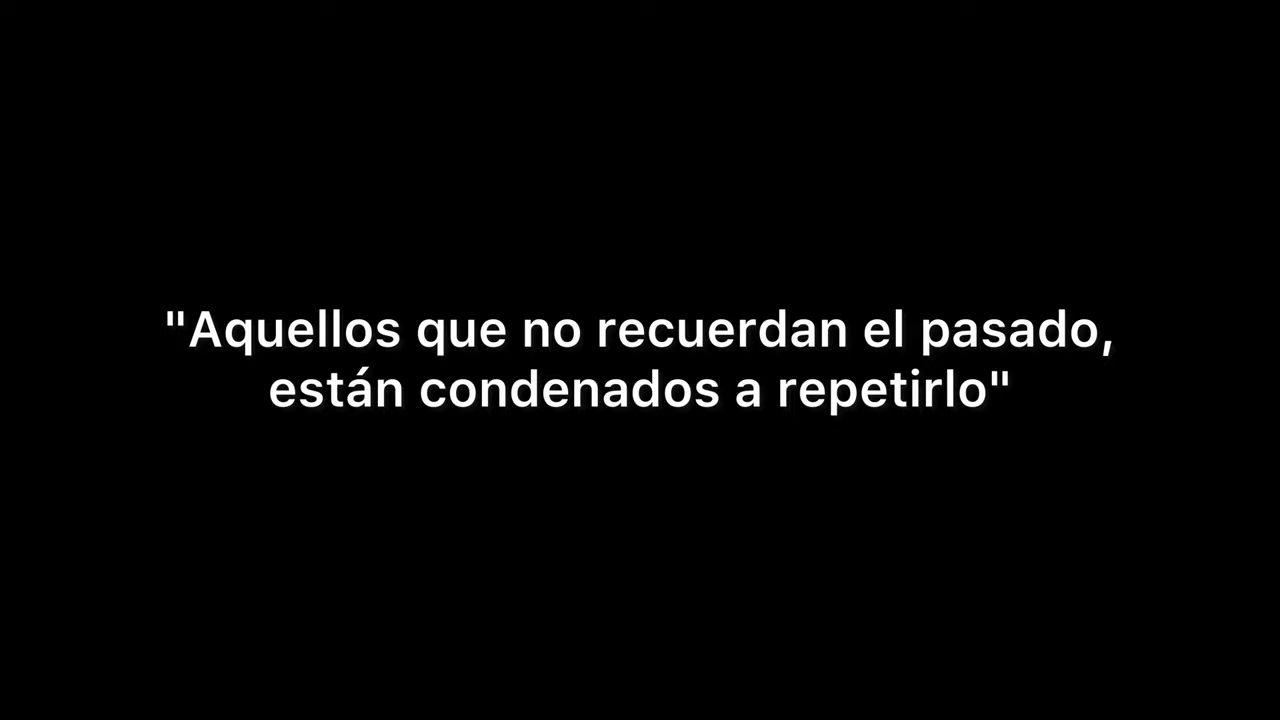 "Aquellos que no recuerdan el pasado,
están condenados a repetirlo"